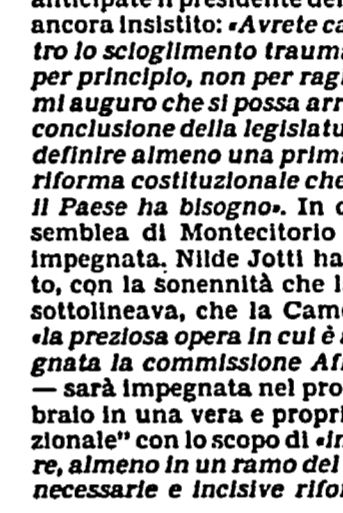 anticipate il presidente del
ancora insistito: «Avrete ca
tro lo scioglimento trauma
per principio, non per ragi
mi auguro che si possa arr
conclusione della legislatu
definire almeno una prima
riforma costituzionale che
il Paese ha bisogno». In
semblea di Montecitorio
impegnata. Nilde Jotti ha
to, con la sonennità che l
sottolineava, che la Came
«la preziosa opera in cui è
gnata la commissione Af
— sarà impegnata nel pro
braio in una vera e propri
zionale" con lo scopo di «in
re, almeno in un ramo del
necessarie e incisive rifor